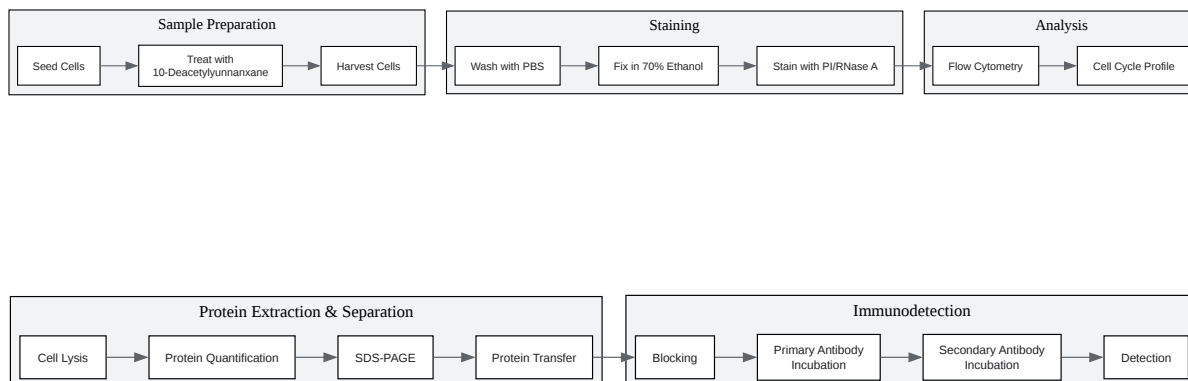 Sample Preparation
Seed Cells
Treat with
10-Deacetylyunnanxane
Harvest Cells
Staining
Wash with PBS
Fix in 70% Ethanol
Stain with PI/RNase A
Analysis
Flow Cytometry
Cell Cycle Profile
Protein Extraction & Separation
Cell Lysis
Protein Quantification
SDS-PAGE
Protein Transfer
Immunodetection
Blocking
Primary Antibody
Incubation
Secondary Antibody
Incubation
Detection